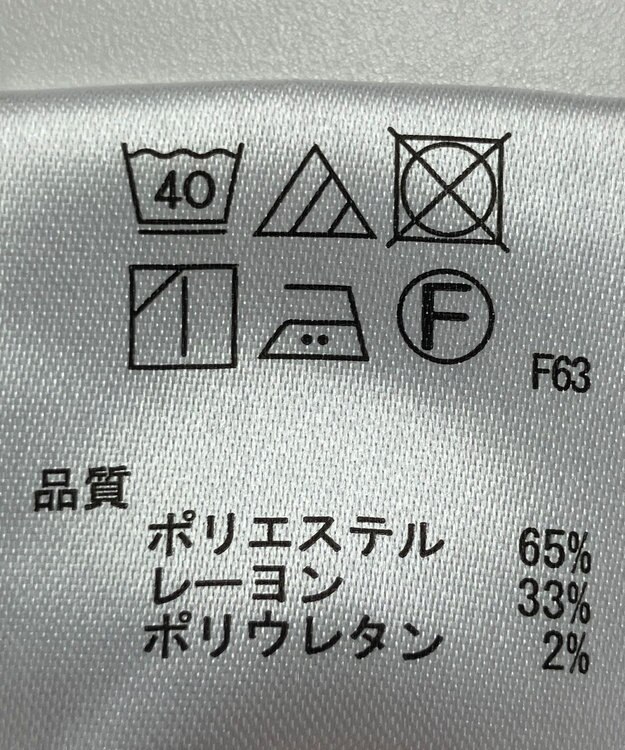 40
F
F63
品質
ポリエステル 65%
レーヨン 33%
ポリウレタン 2%